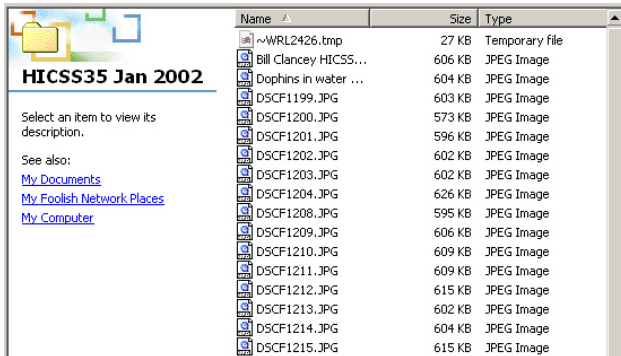 HICSS35 Jan 2002
Select an item to view its
description.
See also:
My Documents
My Foolish Network Places
My Computer
Name Size Type
~WRL2426.tmp 27 KB Temporary file
Bill Clancey HICSS... 606 KB JPEG Image
Dophins in water ... 604 KB JPEG Image
DSCF1199.JPG 603 KB JPEG Image
DSCF1200.JPG 573 KB JPEG Image
DSCF1201.JPG 596 KB JPEG Image
DSCF1202.JPG 602 KB JPEG Image
DSCF1203.JPG 602 KB JPEG Image
DSCF1204.JPG 626 KB JPEG Image
DSCF1208.JPG 595 KB JPEG Image
DSCF1209.JPG 606 KB JPEG Image
DSCF1210.JPG 609 KB JPEG Image
DSCF1211.JPG 609 KB JPEG Image
DSCF1212.JPG 615 KB JPEG Image
DSCF1213.JPG 602 KB JPEG Image
DSCF1214.JPG 604 KB JPEG Image
DSCF1215.JPG 615 KB JPEG Image